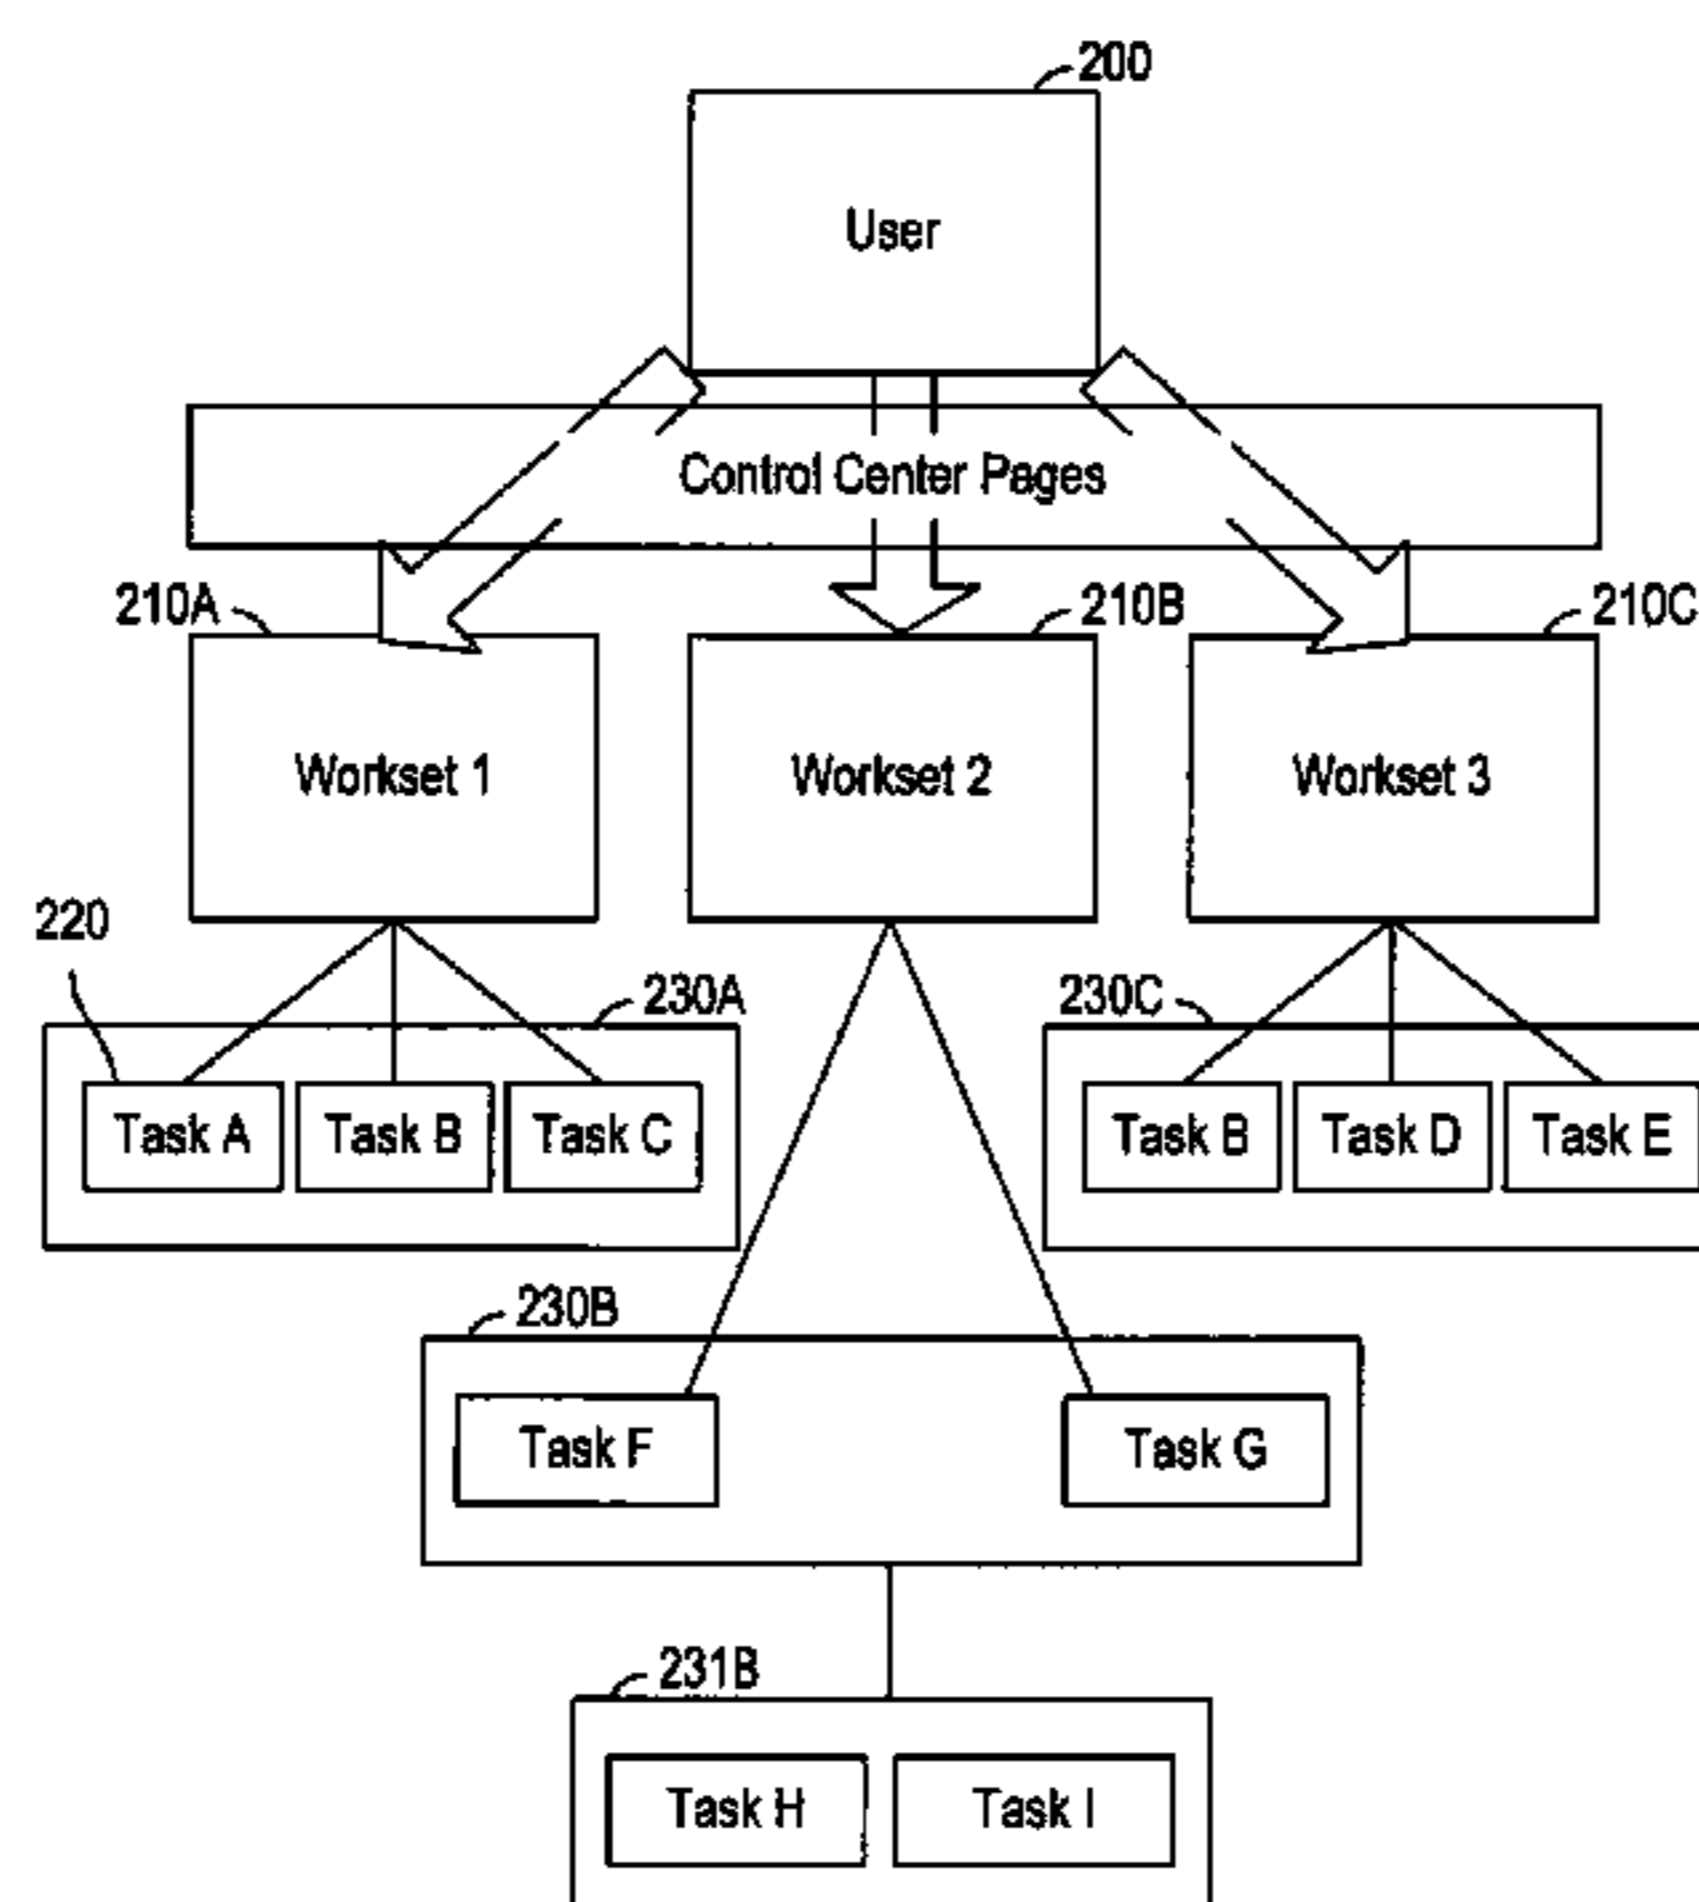 200
User
Control Center Pages
210A
210B
210C
Workset 1
Workset 2
Workset 3
220
230A
230C
Task A
Task B
Task C
Task B
Task D
Task E
230B
Task F
Task G
231B
Task H
Task I